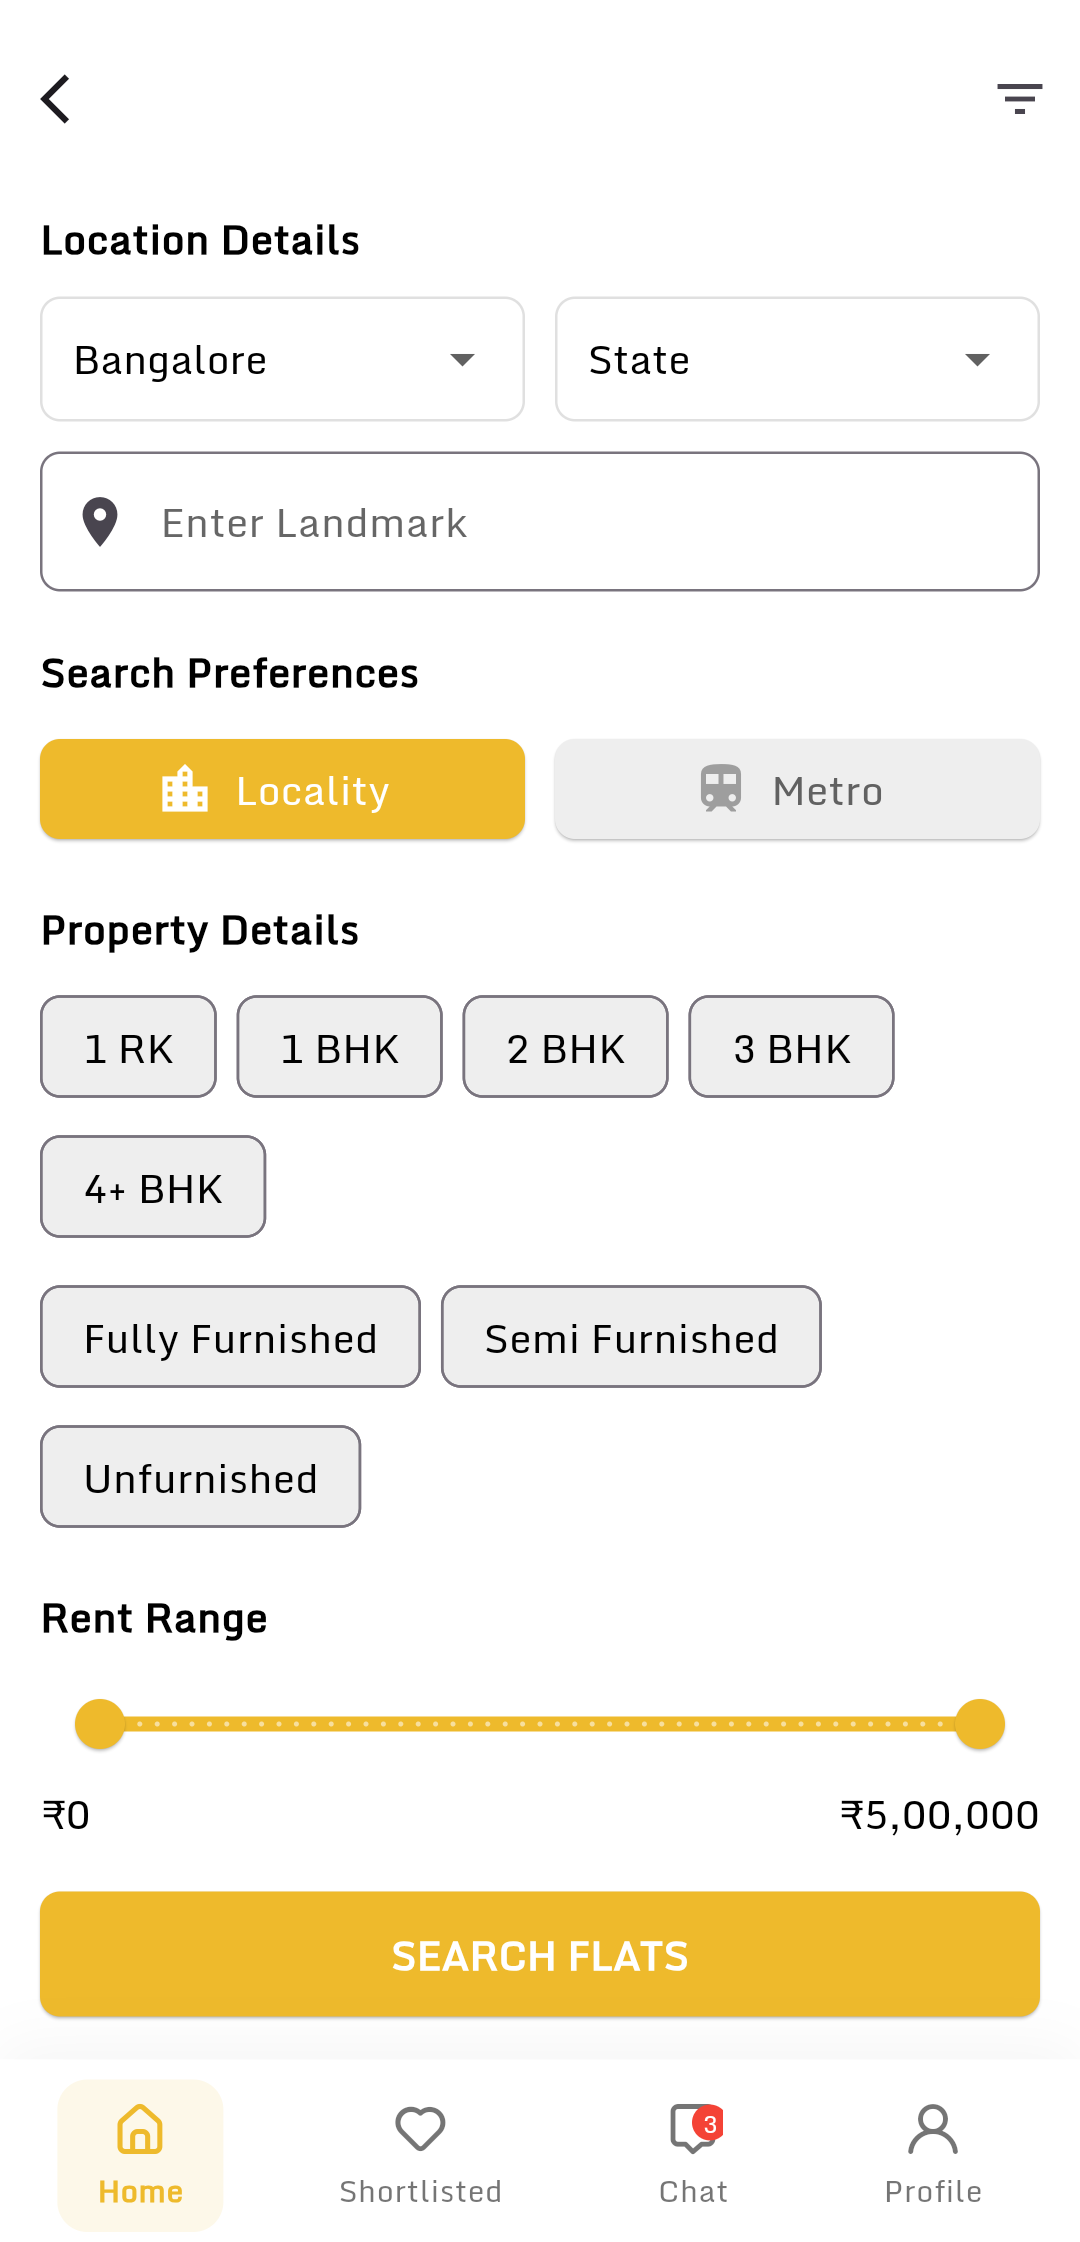 Location Details
Bangalore State
Enter Landmark
Search Preferences
Locality Metro
Property Details
1 RK 1 BHK 2 BHK 3 BHK
4+ BHK
Fully Furnished Semi Furnished
Unfurnished
Rent Range
₹0 ₹5,00,000
SEARCH FLATS
3
Home Shortlisted Chat Profile